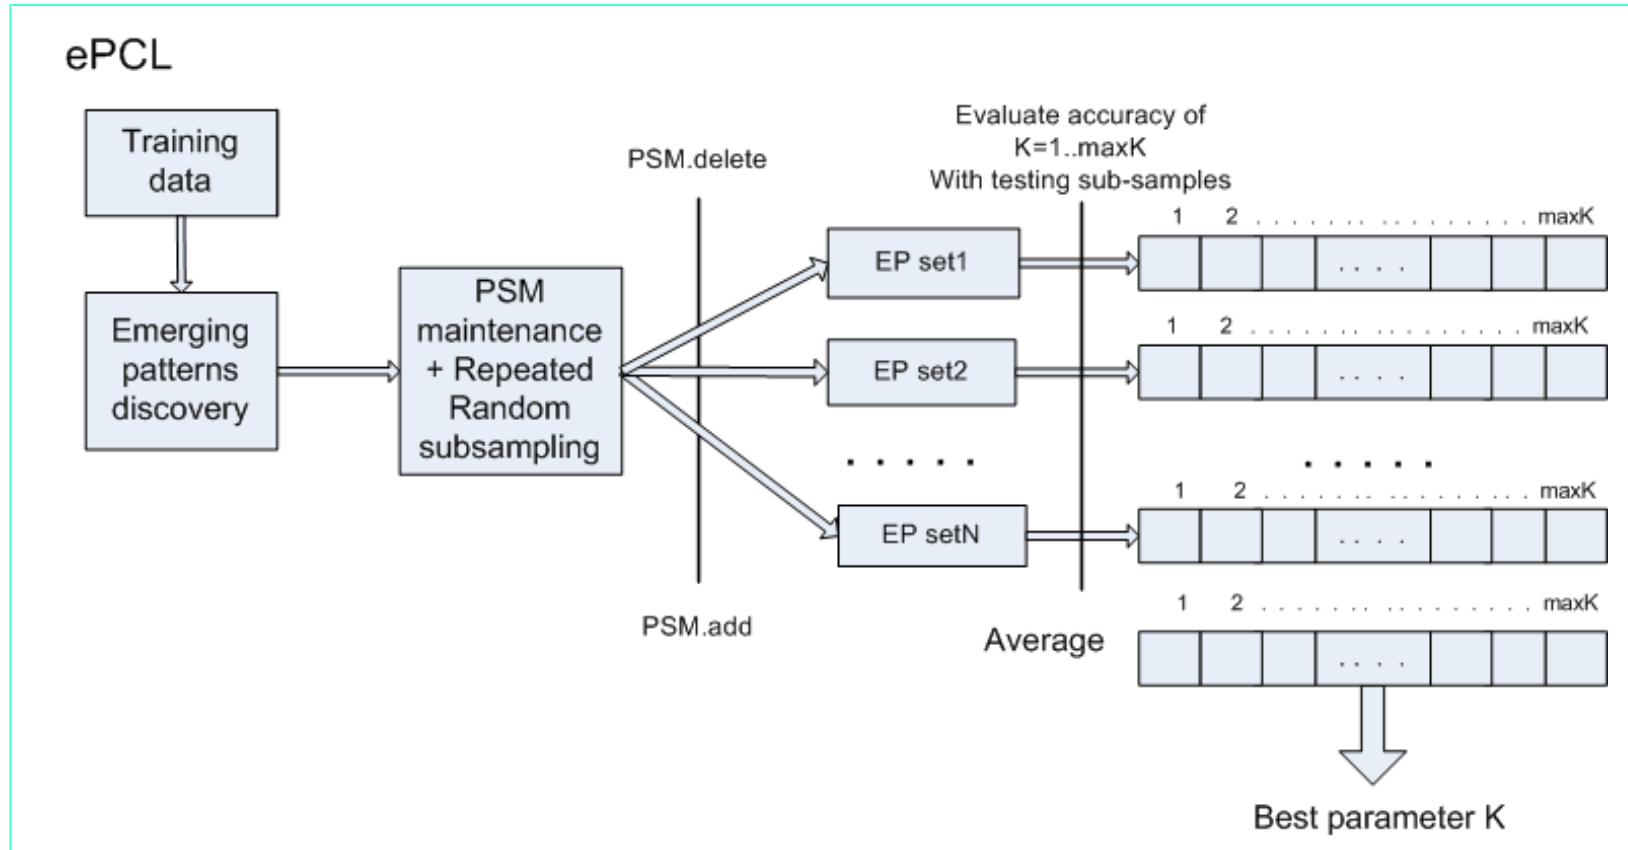 ePCL
Training
data
Emerging
patterns
discovery
PSM
maintenance
+ Repeated
Random
subsampling
PSM.delete
PSM.add
EP set1
EP set2
. . . . .
EP setN
Evaluate accuracy of
K=1..maxK
With testing sub-samples
1 2 . . . . . . . . . . . . . . . . . maxK
. . . .
1 2 . . . . . . . . . . . . . . . . . maxK
. . . .
. . . . .
1 2 . . . . . . . . . . . . . . . . . maxK
. . . .
1 2 . . . . . . . . . . . . . . . . . maxK
Average
. . . .
Best parameter K